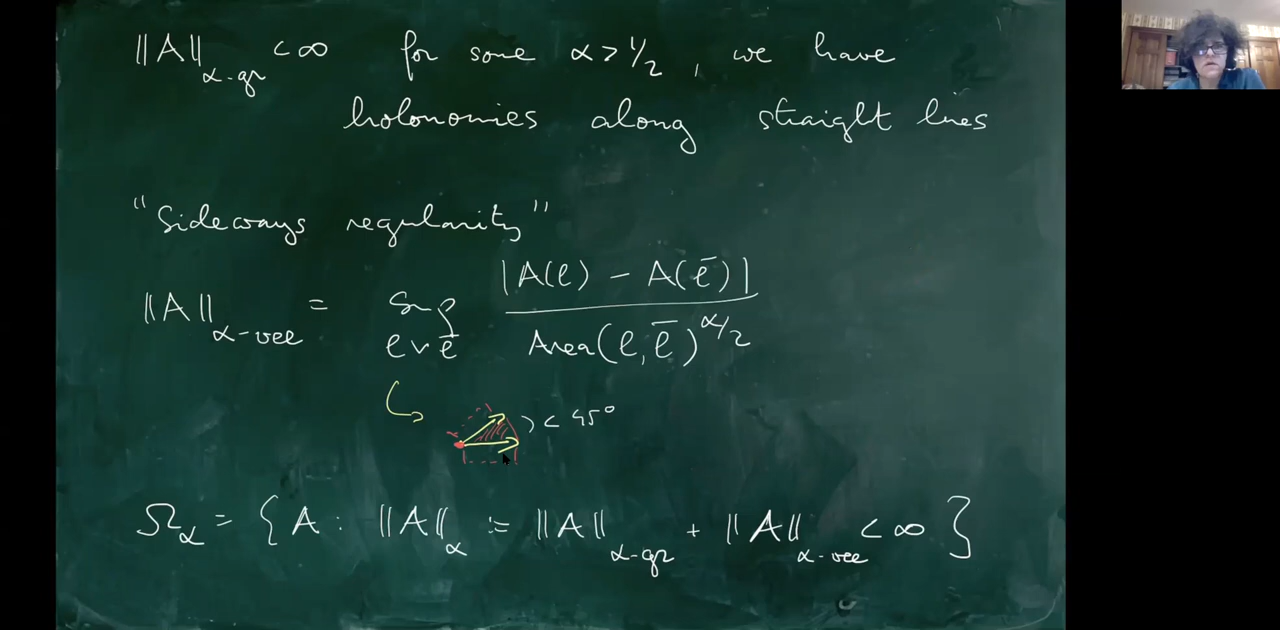 ‖A‖_{α-gr} < ∞ for some α > 1/2, we have
holonomies along straight lines
"Sideways regularity"
‖A‖_{α-vee} = sup_{ℓ∨ℓ̄} |A(ℓ) - A(ℓ̄)| / Area(ℓ, ℓ̄)^{α/2}
< 45°
Ω_α = { A : ‖A‖_α := ‖A‖_{α-gr} + ‖A‖_{α-vee} < ∞ }